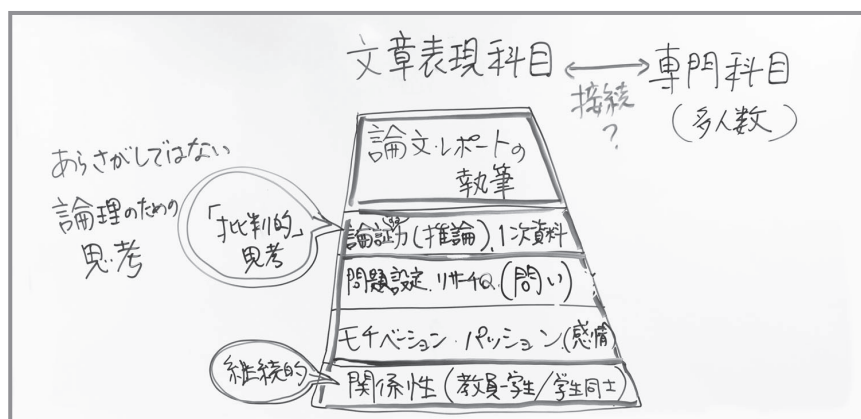 文章表現科目 ⟷ 専門科目
接続
?
(多人数)
あらさがしではない
論理のための
思考
「批判的」
思考
論文・レポートの
執筆
論証力(推論)、1次資料
問題設定、リサーチQ、(問い)
モチベーション・パッション(感情)
継続的
関係性(教員-学生/学生同士)